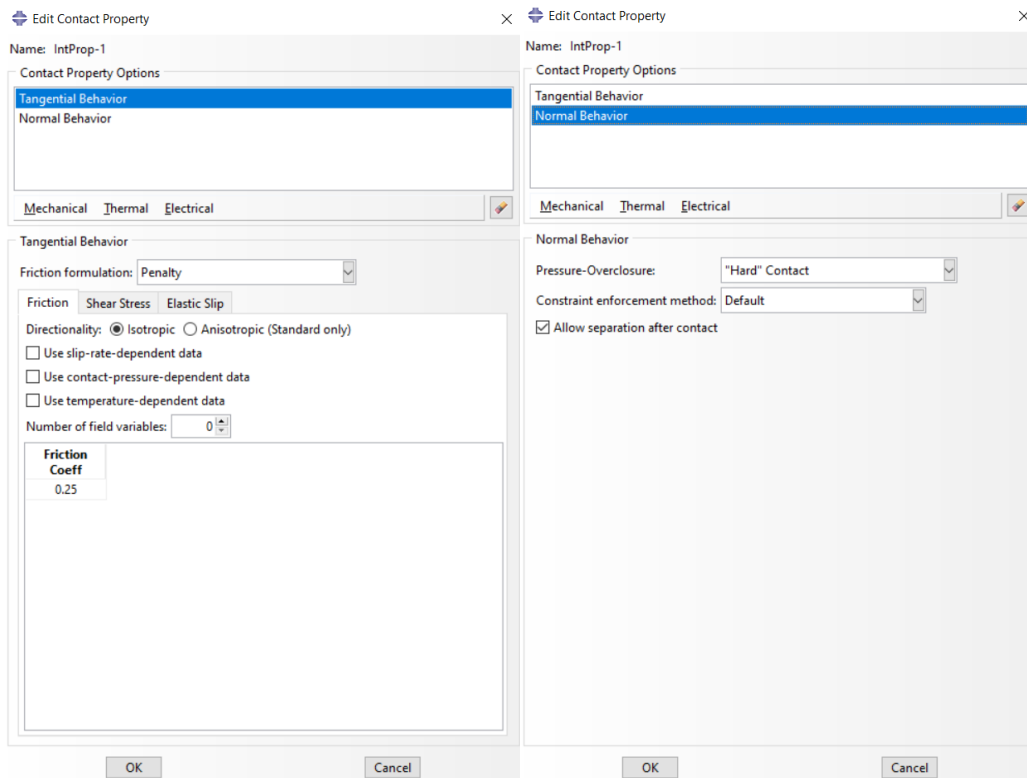 Edit Contact Property
Name: IntProp-1
Contact Property Options
Tangential Behavior
Normal Behavior
Mechanical Thermal Electrical
Tangential Behavior
Friction formulation: Penalty
Friction Shear Stress Elastic Slip
Directionality: Isotropic Anisotropic (Standard only)
Use slip-rate-dependent data
Use contact-pressure-dependent data
Use temperature-dependent data
Number of field variables: 0
Friction
Coeff
0.25
OK Cancel
Edit Contact Property
Name: IntProp-1
Contact Property Options
Tangential Behavior
Normal Behavior
Mechanical Thermal Electrical
Normal Behavior
Pressure-Overclosure: "Hard" Contact
Constraint enforcement method: Default
Allow separation after contact
OK Cancel